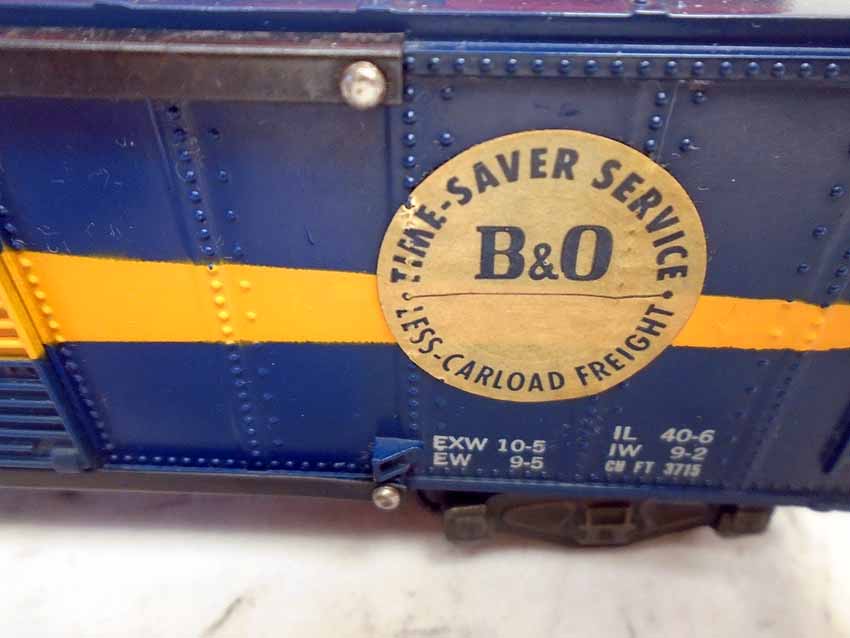 TIME-SAVER SERVICE
B&O
• LESS-CARLOAD FREIGHT •
EXW 10-5
EW 9-5
IL 40-6
IW 9-2
CU FT 3715